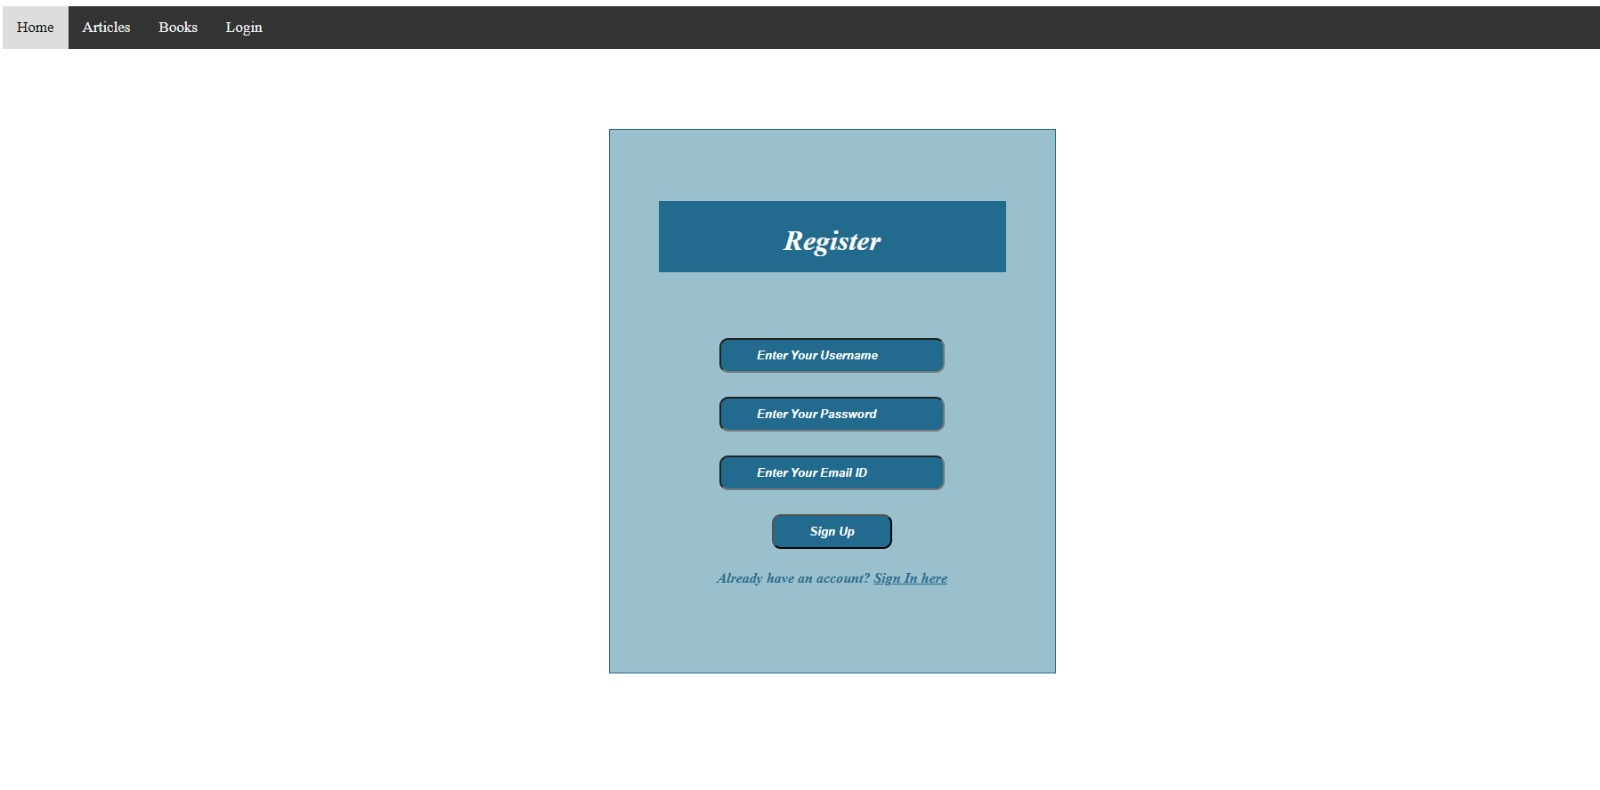 Home Articles Books Login
Register
Enter Your Username
Enter Your Password
Enter Your Email ID
Sign Up
Already have an account? Sign In here